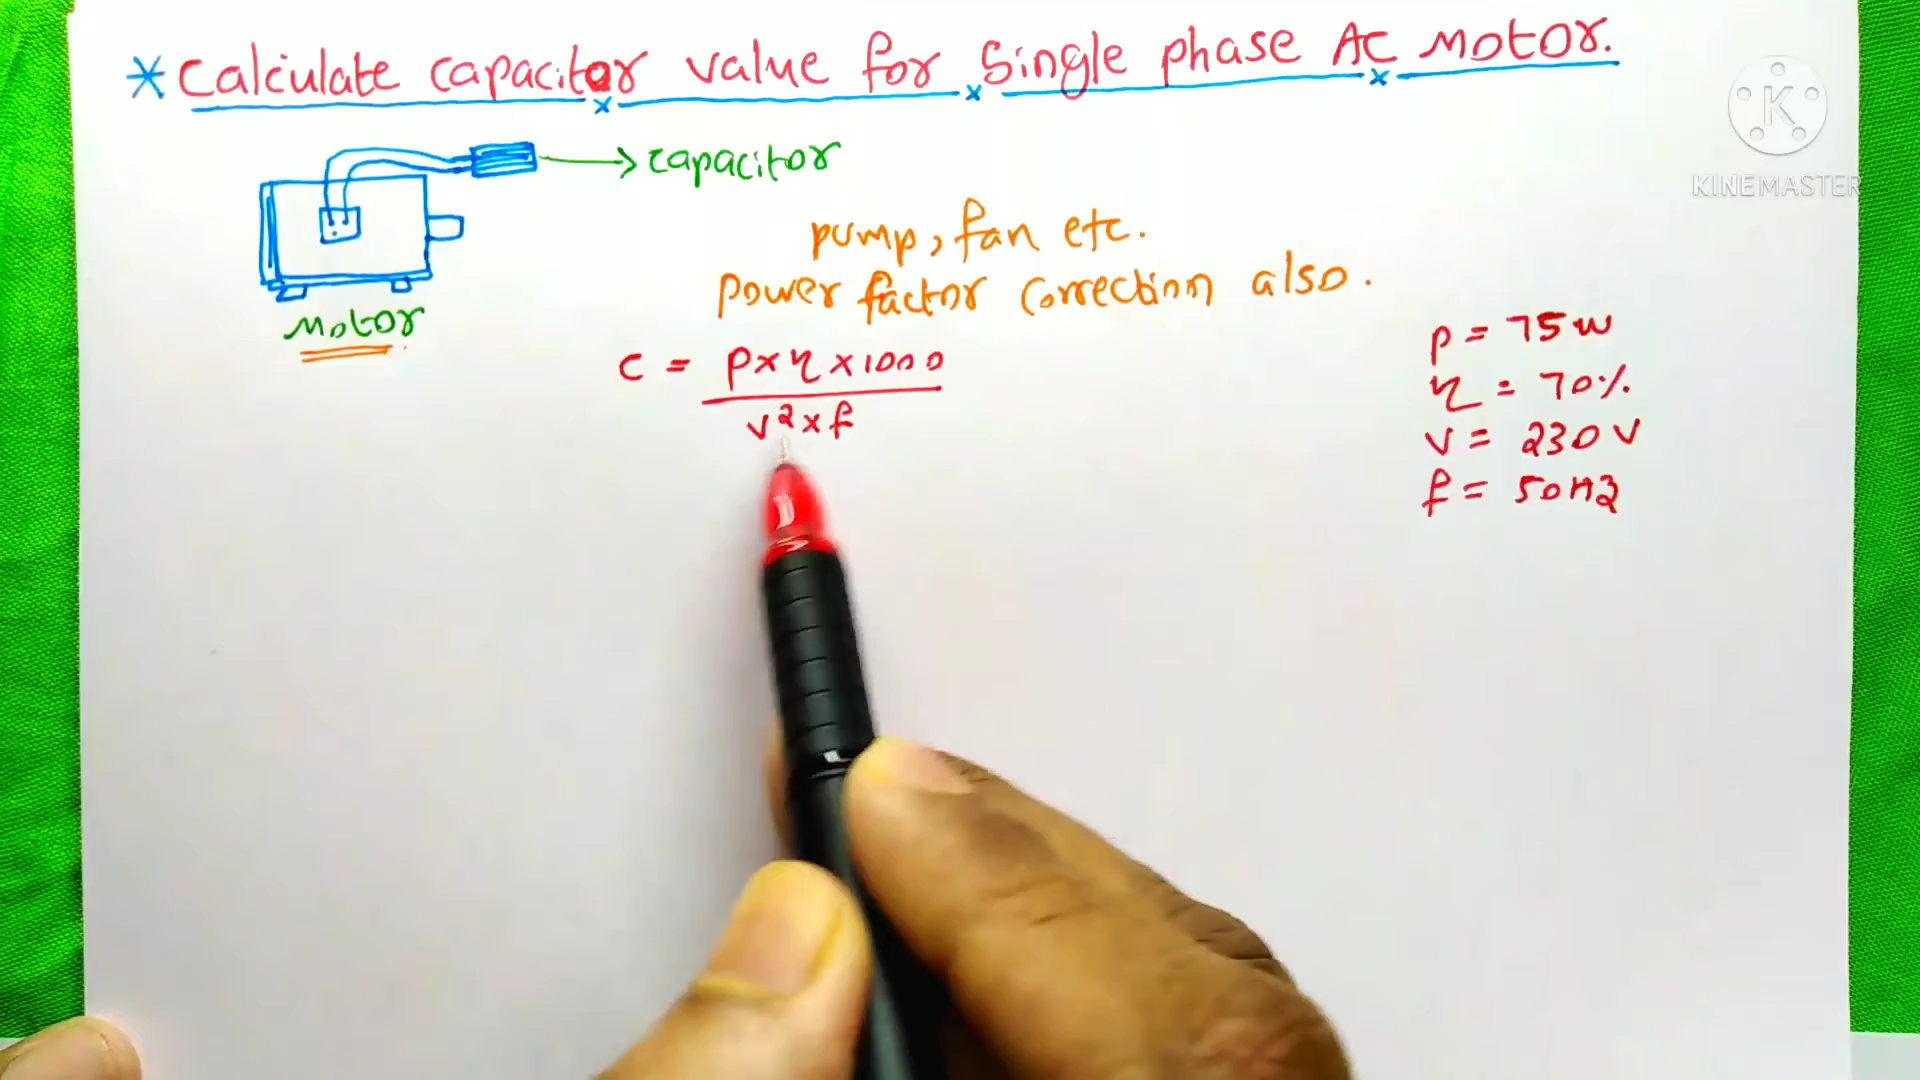 * Calculate capacitor value for Single phase AC Motor.
K
KINEMASTER
capacitor
pump, fan etc.
power factor correction also.
Motor
C = P×η×1000
V²×f
P = 75w
η = 70%
V = 230 V
f = 50HZ